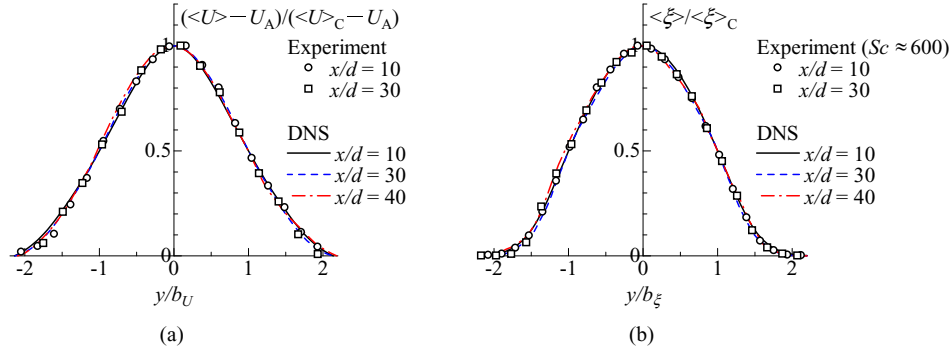 (<U>−U_A)/(<U>_C−U_A)
1
Experiment
x/d = 10
x/d = 30
0.5
DNS
x/d = 10
x/d = 30
x/d = 40
-2 -1 0 1 2
y/b_U
(a)
<ξ>/<ξ>_C
1
Experiment (Sc ≈ 600)
x/d = 10
x/d = 30
0.5
DNS
x/d = 10
x/d = 30
x/d = 40
-2 -1 0 1 2
y/b_ξ
(b)